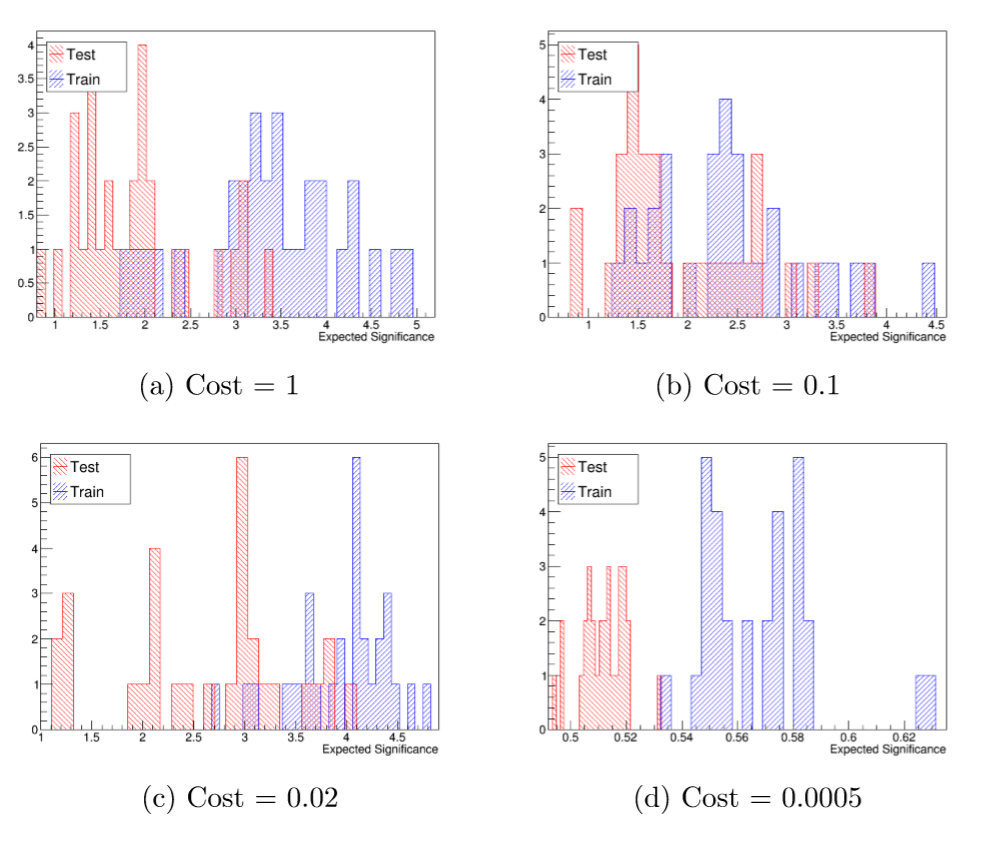 4
3.5
3
2.5
2
1.5
1
0.5
0
Test
Train
1 1.5 2 2.5 3 3.5 4 4.5 5
Expected Significance
(a) Cost = 1
5
4
3
2
1
0
Test
Train
1 1.5 2 2.5 3 3.5 4 4.5
Expected Significance
(b) Cost = 0.1
6
5
4
3
2
1
0
Test
Train
1 1.5 2 2.5 3 3.5 4 4.5
Expected Significance
(c) Cost = 0.02
5
4
3
2
1
0
Test
Train
0.5 0.52 0.54 0.56 0.58 0.6 0.62
Expected Significance
(d) Cost = 0.0005